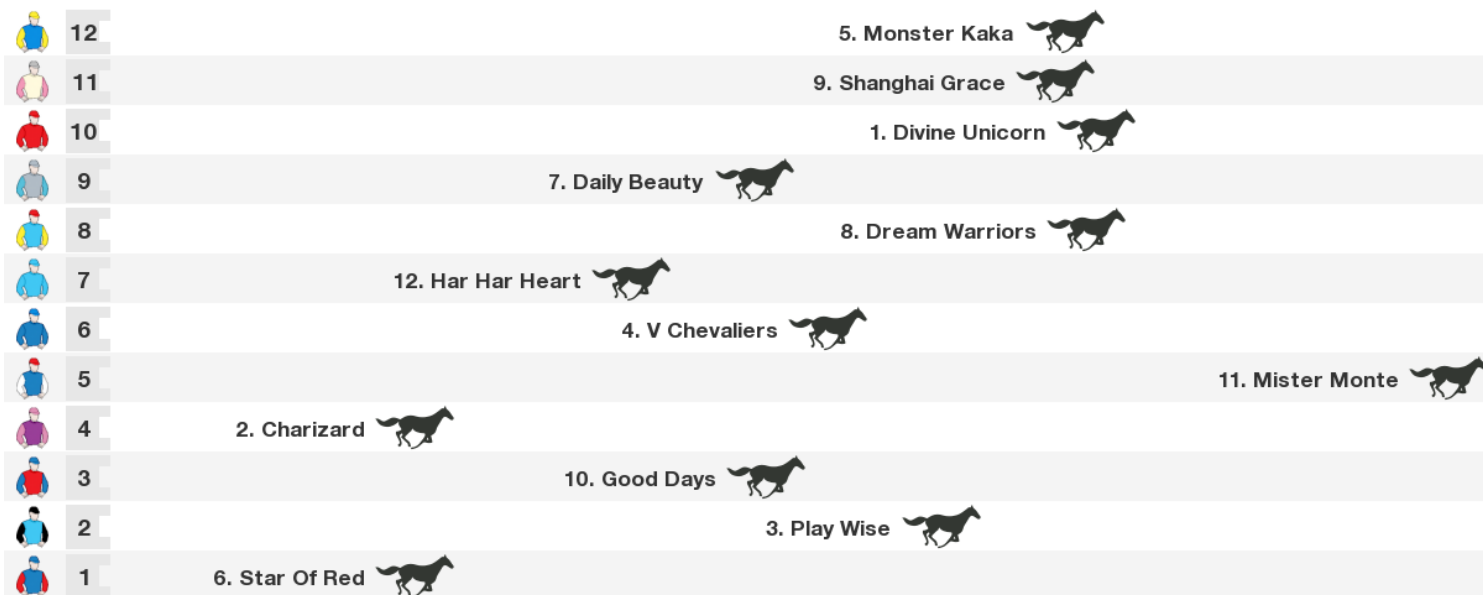 12 5. Monster Kaka
11 9. Shanghai Grace
10 1. Divine Unicorn
9 7. Daily Beauty
8 8. Dream Warriors
7 12. Har Har Heart
6 4. V Chevaliers
5 11. Mister Monte
4 2. Charizard
3 10. Good Days
2 3. Play Wise
1 6. Star Of Red